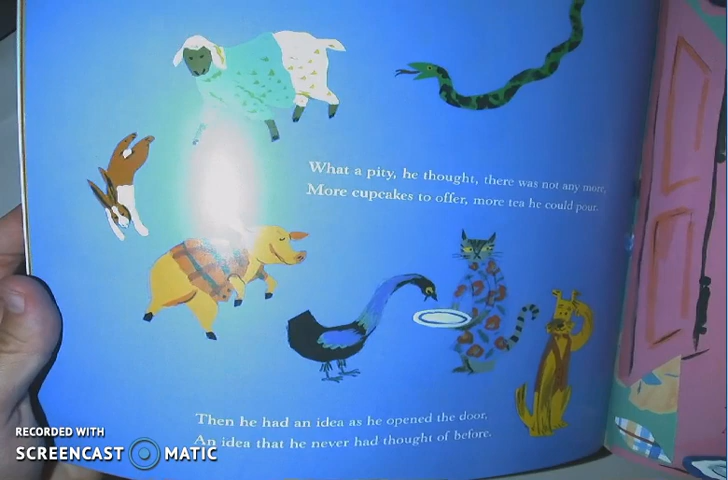 What a pity, he thought, there was not any more,
More cupcakes to offer, more tea he could pour.
Then he had an idea as he opened the door,
An idea that he never had thought of before.
RECORDED WITH
SCREENCAST MATIC